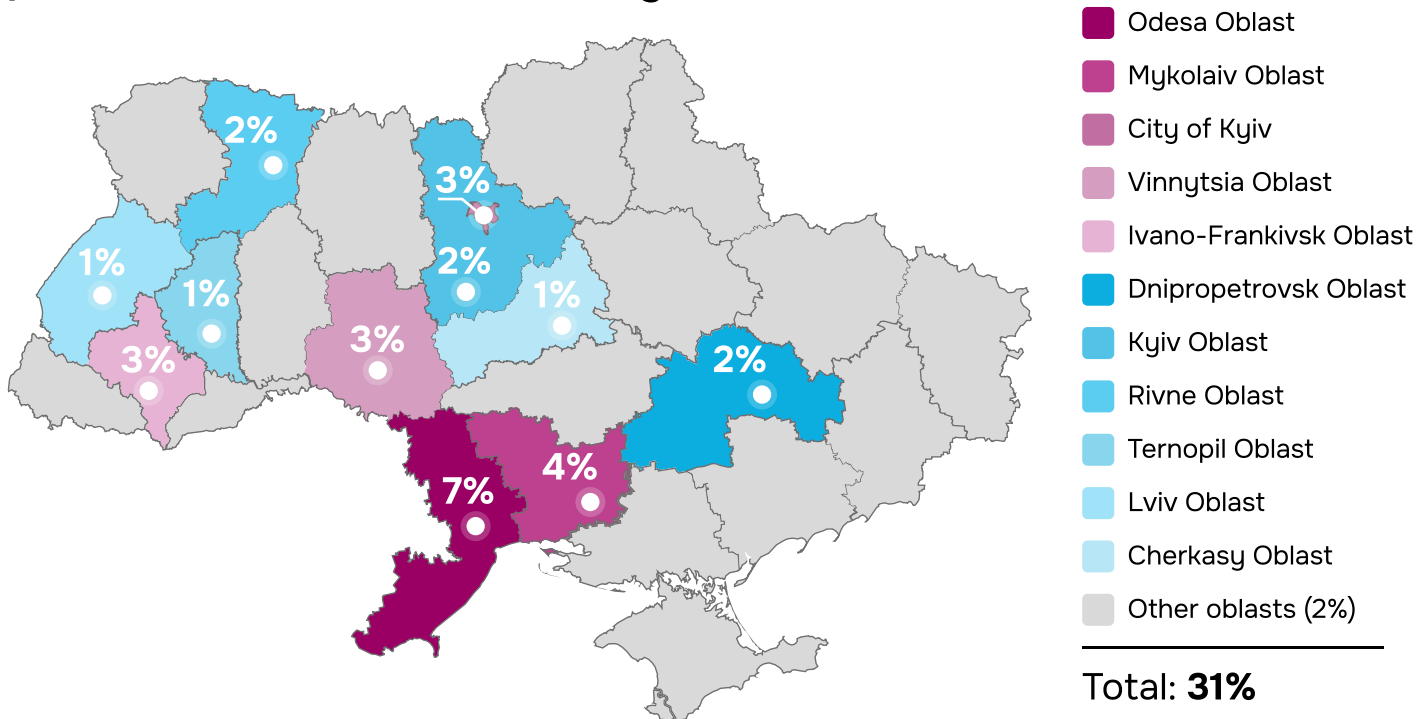 2%
3%
2%
1%
1%
1%
3%
3%
2%
7%
4%
Odesa Oblast
Mykolaiv Oblast
City of Kyiv
Vinnytsia Oblast
Ivano-Frankivsk Oblast
Dnipropetrovsk Oblast
Kyiv Oblast
Rivne Oblast
Ternopil Oblast
Lviv Oblast
Cherkasy Oblast
Other oblasts (2%)
Total: 31%